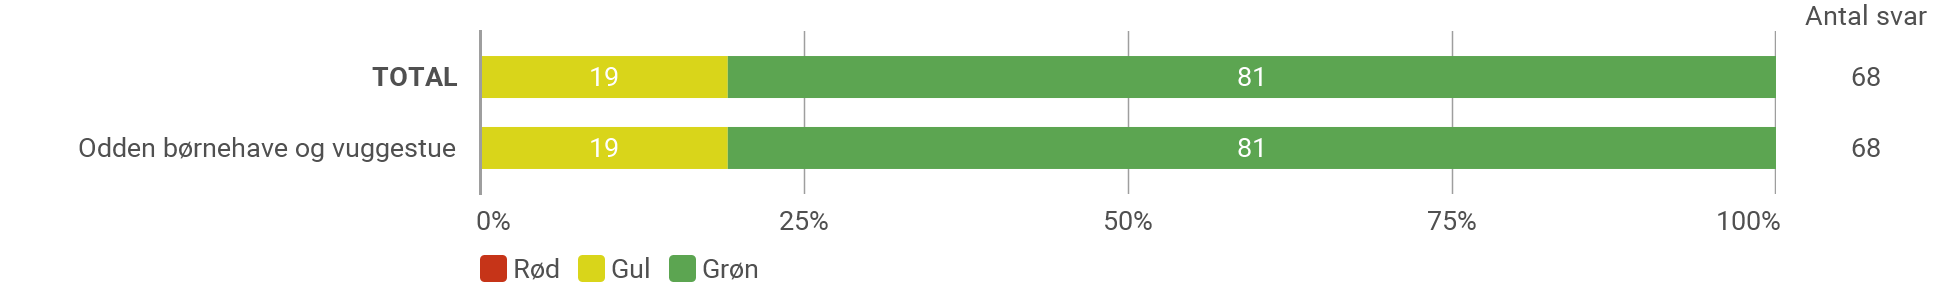 Antal svar
TOTAL 19 81 68
Odden børnehave og vuggestue 19 81 68
0% 25% 50% 75% 100%
Rød Gul Grøn